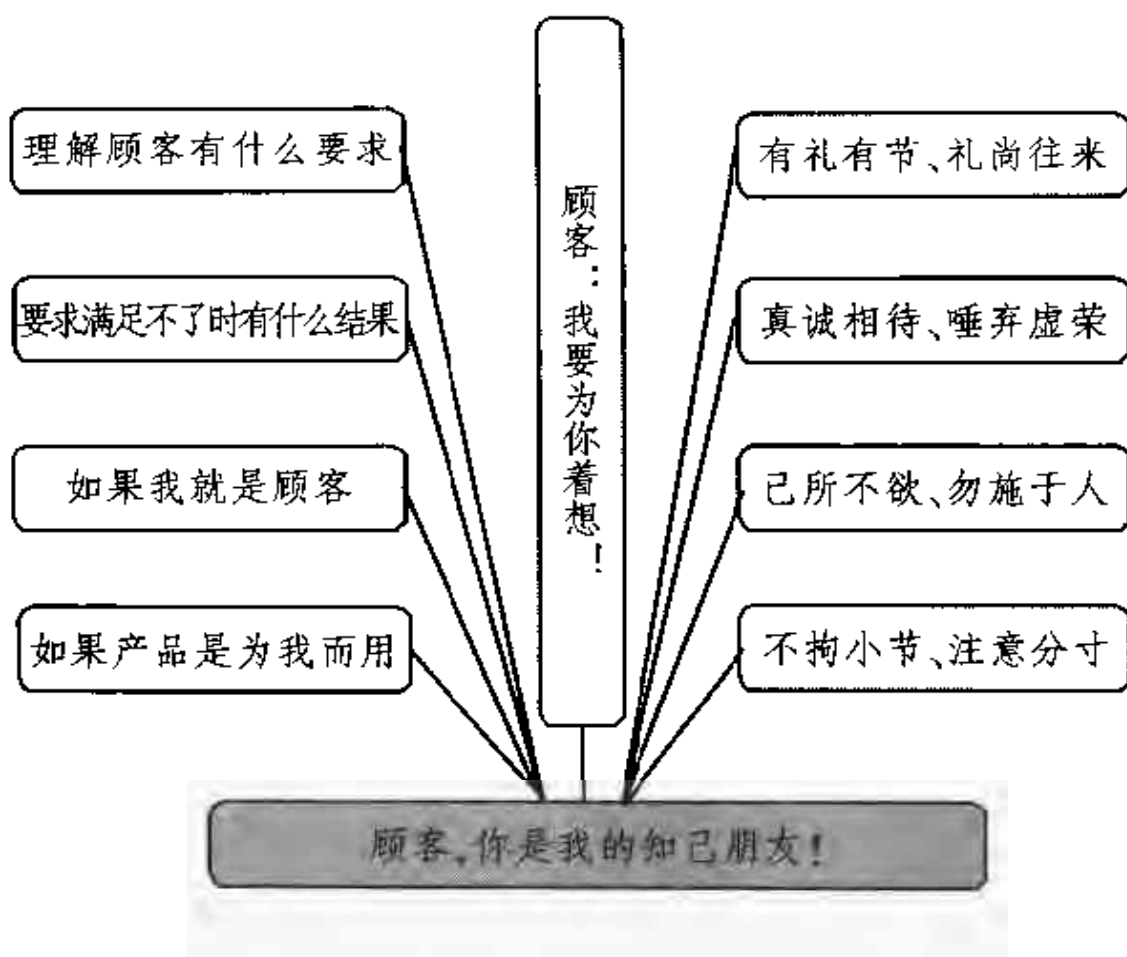 理解顾客有什么要求
要求满足不了时有什么结果
如果我就是顾客
如果产品是为我而用
顾客：我要为你着想！
有礼有节、礼尚往来
真诚相待、唾弃虚荣
己所不欲、勿施于人
不拘小节、注意分寸
顾客，你是我的知己朋友！